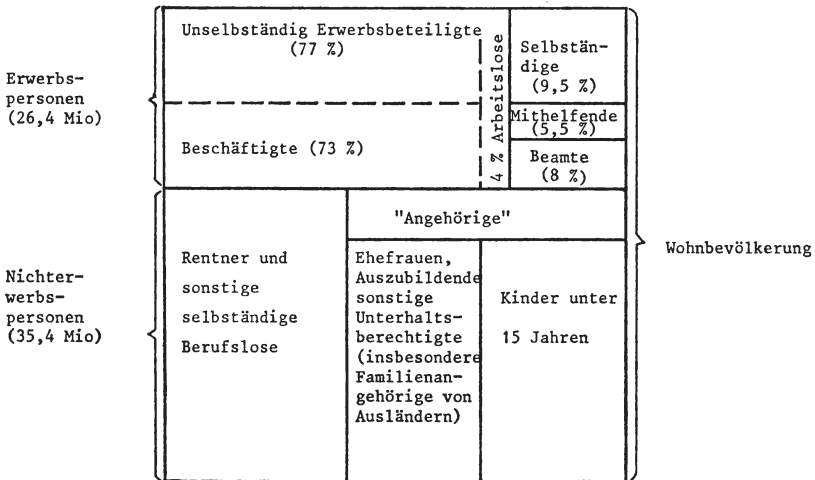 Erwerbs-
personen
(26,4 Mio)
Unselbständig Erwerbsbeteiligte
(77 %)
Beschäftigte (73 %)
4 % Arbeitslose
Selbstän-
dige
(9,5 %)
Mithelfende
(5,5 %)
Beamte
(8 %)
Nichter-
werbs-
personen
(35,4 Mio)
Rentner und
sonstige
selbständige
Berufslose
"Angehörige"
Ehefrauen,
Auszubildende
sonstige
Unterhalts-
berechtigte
(insbesondere
Familienan-
gehörige von
Ausländern)
Kinder unter
15 Jahren
Wohnbevölkerung